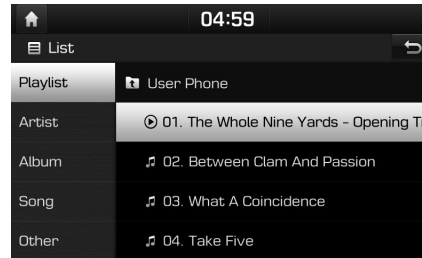 04:59
List
Playlist
User Phone
Artist
01. The Whole Nine Yards - Opening
Album
02. Between Clam And Passion
Song
03. What A Coincidence
Other
04. Take Five